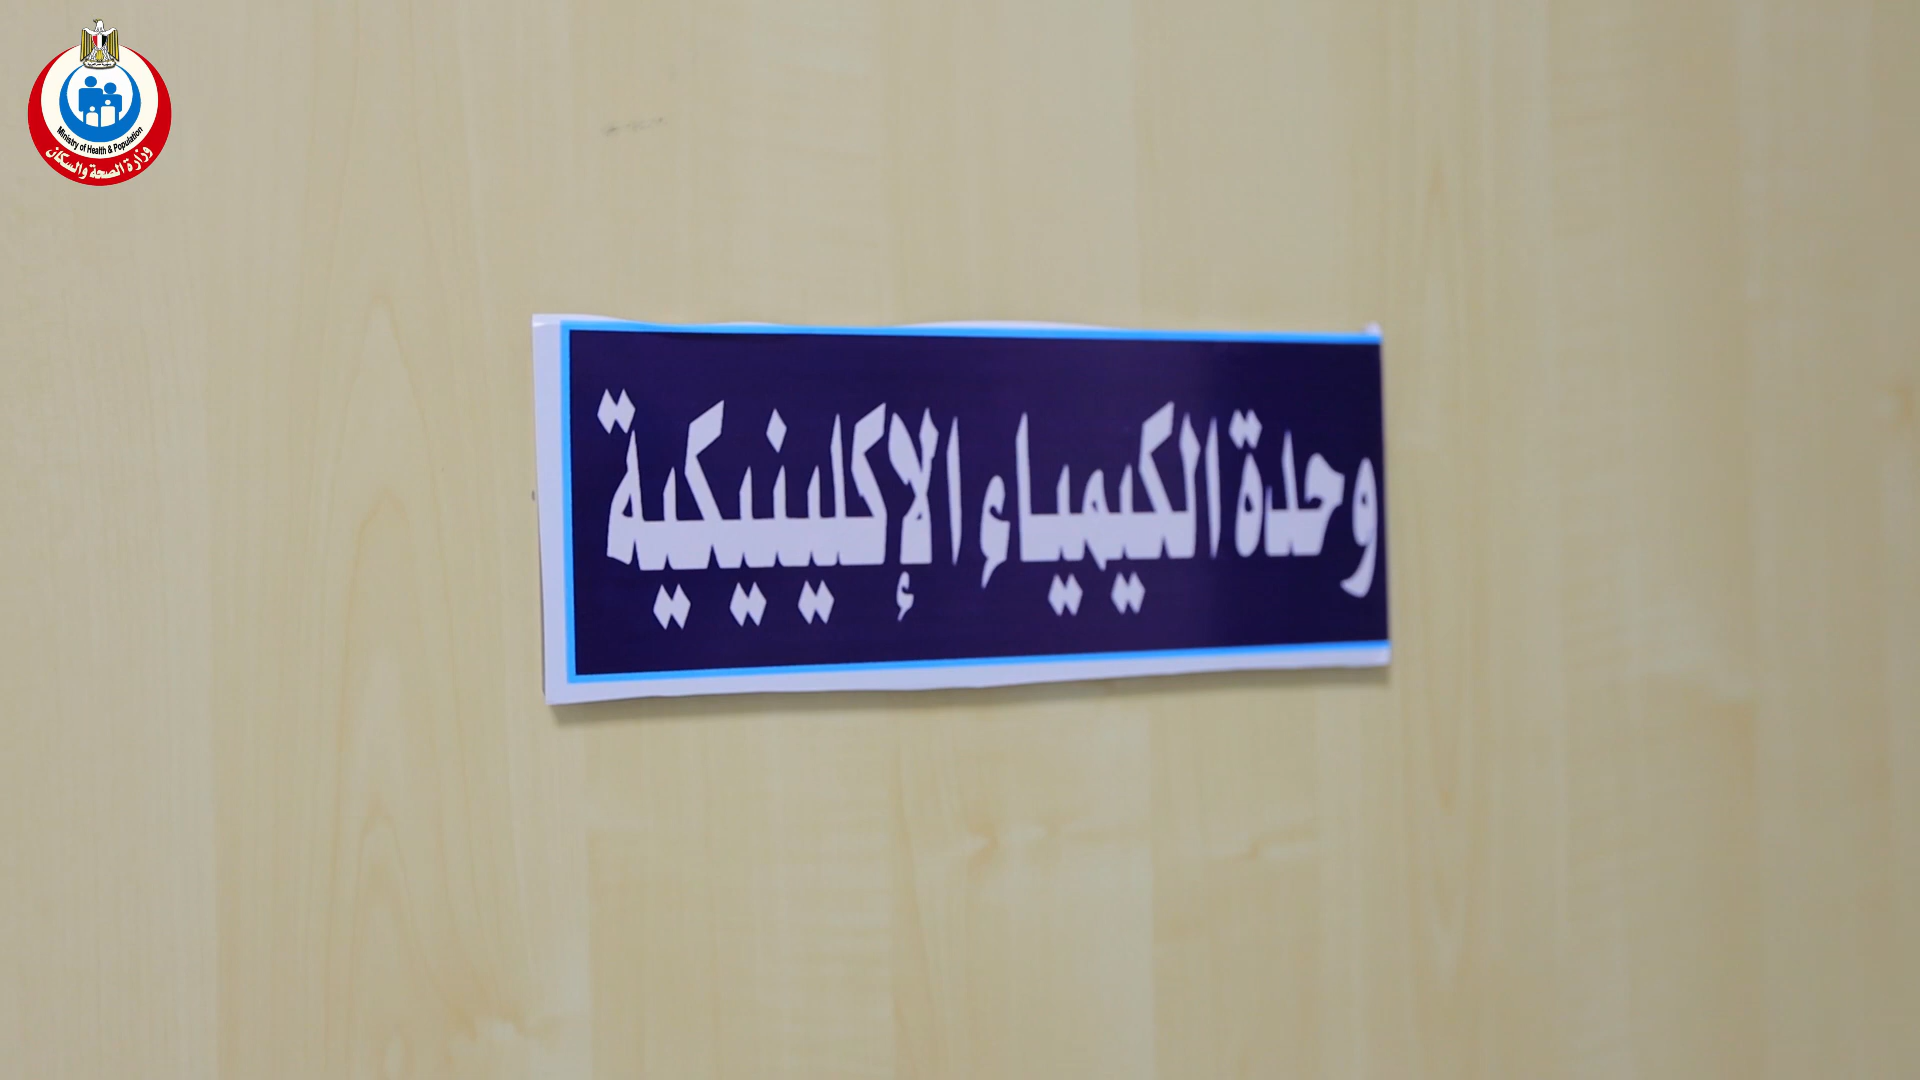 Ministry of Health & Population
وزارة الصحة والسكان
وحدة الكيمياء الإكلينيكية